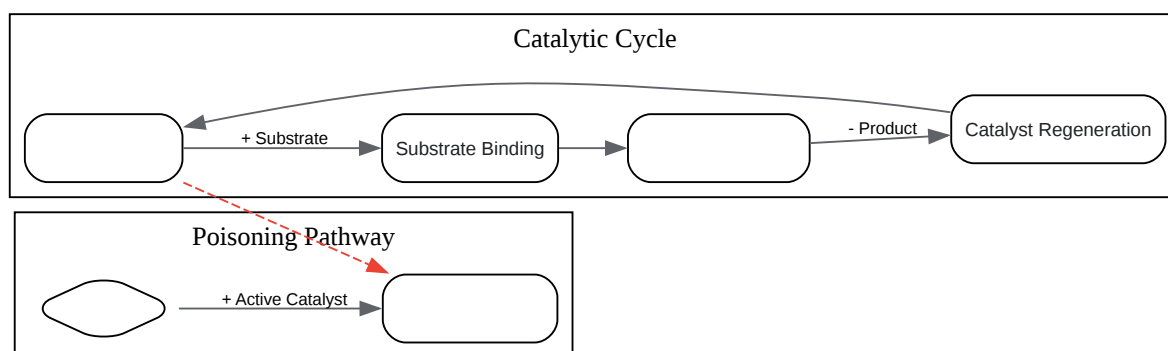 Catalytic Cycle
+ Substrate
Substrate Binding
- Product
Catalyst Regeneration
Poisoning Pathway
+ Active Catalyst